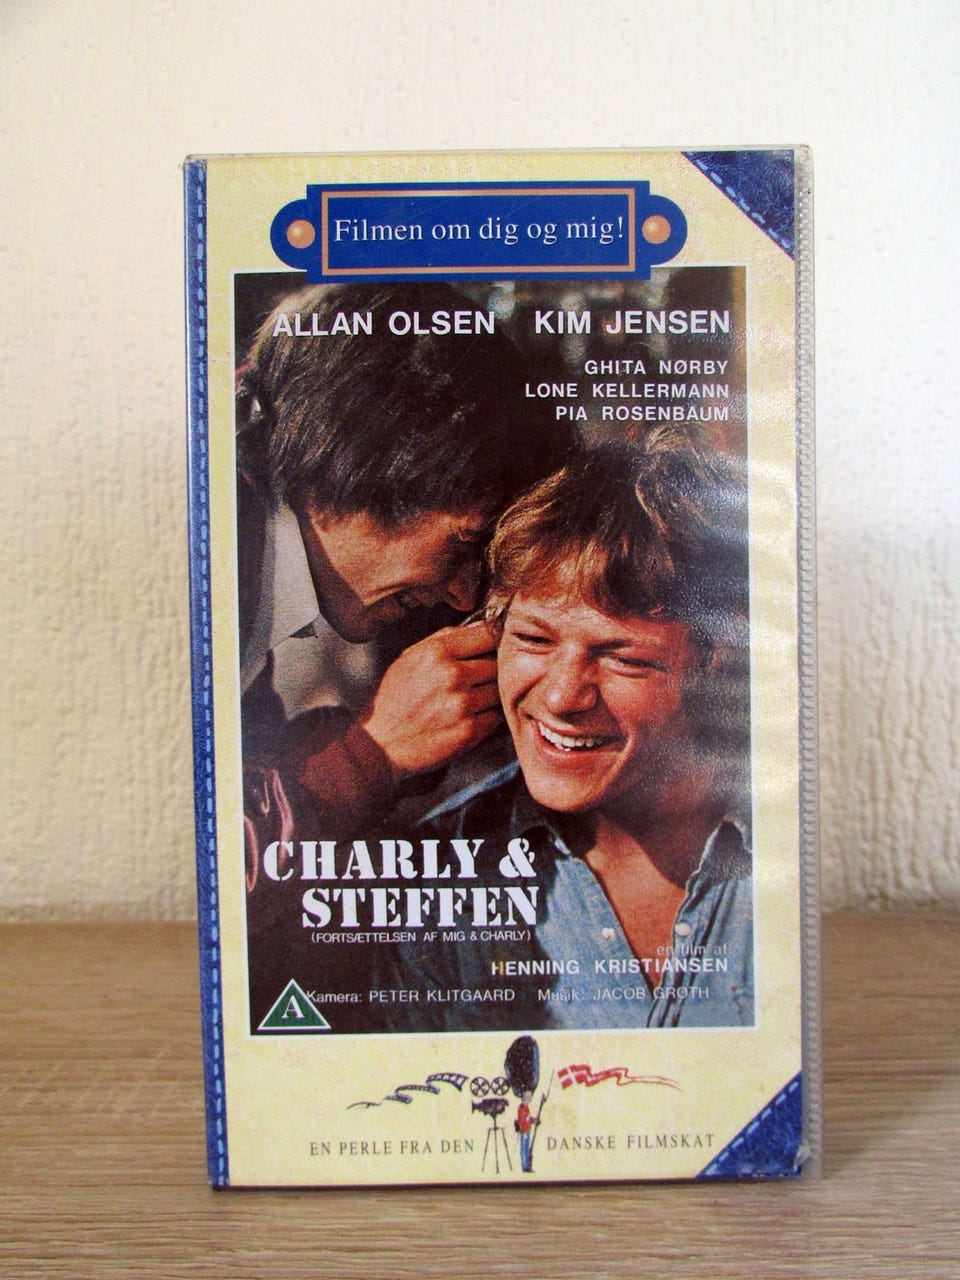 Filmen om dig og mig!
ALLAN OLSEN KIM JENSEN
GHITA NØRBY
LONE KELLERMANN
PIA ROSENBAUM
CHARLY &
STEFFEN
(FORTSÆTTELSEN AF MIG & CHARLY)
en film af
HENNING KRISTIANSEN
A
Kamera: PETER KLITGAARD Musik: JACOB GROTH
EN PERLE FRA DEN DANSKE FILMSKAT